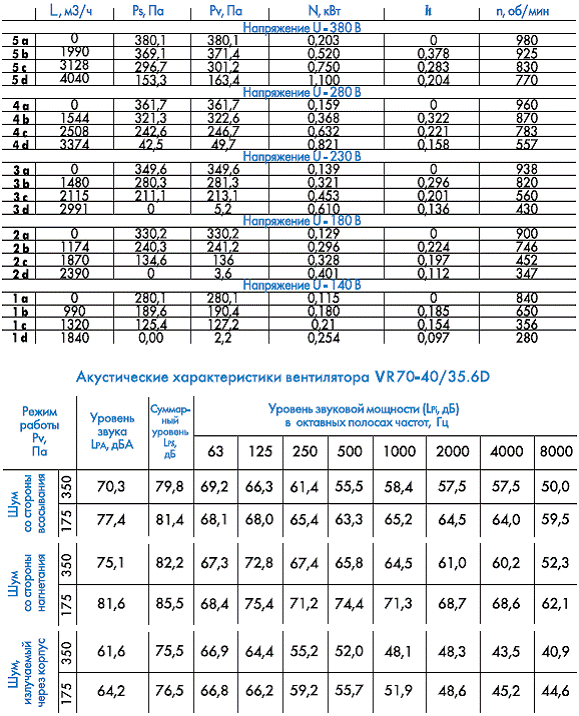 L, м3/ч Ps, Па Pv, Па N, кВт n, об/мин
Напряжение U = 380 В
5 a 0 380,1 380,1 0,203 0 980
5 b 1990 369,1 371,4 0,520 0,378 925
5 c 3128 296,7 301,2 0,750 0,283 830
5 d 4040 153,3 163,4 1,100 0,204 770
Напряжение U = 280 В
4 a 0 361,7 361,7 0,159 0 960
4 b 1544 321,3 322,6 0,368 0,322 870
4 c 2508 242,6 246,7 0,632 0,221 783
4 d 3374 42,5 49,7 0,821 0,158 557
Напряжение U = 230 В
3 a 0 349,6 349,6 0,139 0 938
3 b 1480 280,3 281,3 0,321 0,296 820
3 c 2115 211,1 213,1 0,453 0,201 560
3 d 2991 0 5,2 0,610 0,136 430
Напряжение U = 180 В
2 a 0 330,2 330,2 0,129 0 900
2 b 1174 240,3 241,2 0,296 0,224 746
2 c 1870 134,6 136 0,328 0,197 452
2 d 2390 0 3,6 0,401 0,112 347
Напряжение U = 140 В
1 a 0 280,1 280,1 0,115 0 840
1 b 990 189,6 190,4 0,180 0,185 650
1 c 1320 125,4 127,2 0,21 0,154 356
1 d 1840 0,00 2,2 0,254 0,097 280
Акустические характеристики вентилятора VR70-40/35.6D
Режим работы Pv, Па
Уровень звука LPA, дБА
Суммар-
ный
уровень
дБ
Уровень звуковой мощности (LPi, дБ)
в октавных полосах частот, Гц
63 125 250 500 1000 2000 4000 8000
Шум
со стороны
всасывания
350 70,3 79,8 69,2 66,3 61,4 55,5 58,4 57,5 57,5 50,0
175 77,4 81,4 68,1 68,0 65,4 63,3 65,2 64,5 64,0 59,5
Шум
со стороны
нагнетания
350 75,1 82,2 67,3 72,8 67,4 65,8 64,5 61,0 60,2 52,3
175 81,6 85,5 68,4 75,4 71,2 74,4 71,3 68,7 68,6 62,1
Шум,
излучаемый
через корпус
350 61,6 75,5 66,9 64,4 55,2 52,0 48,1 48,3 43,5 40,9
175 64,2 76,5 66,8 66,2 59,2 55,7 51,9 48,6 45,2 44,6